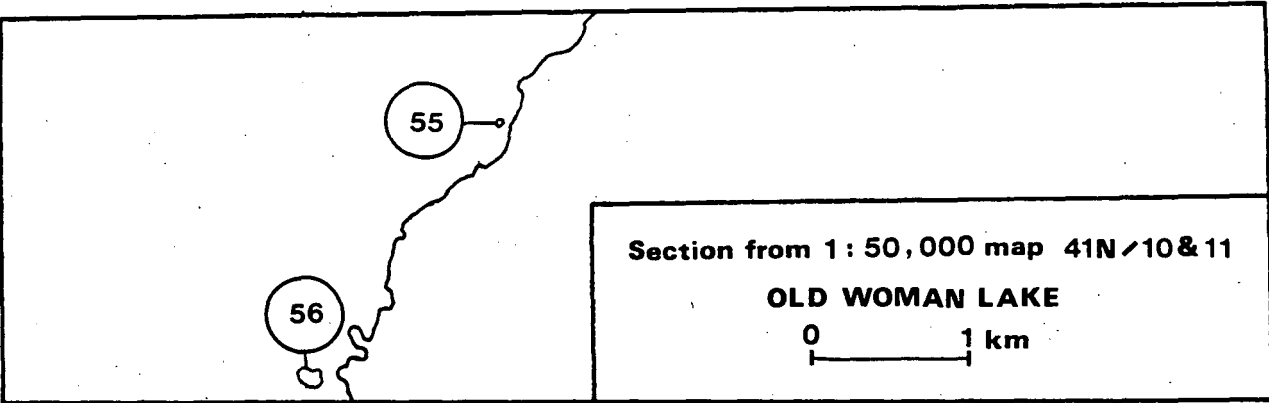 55
56
Section from 1:50,000 map 41N/10&11
OLD WOMAN LAKE
0 1 km